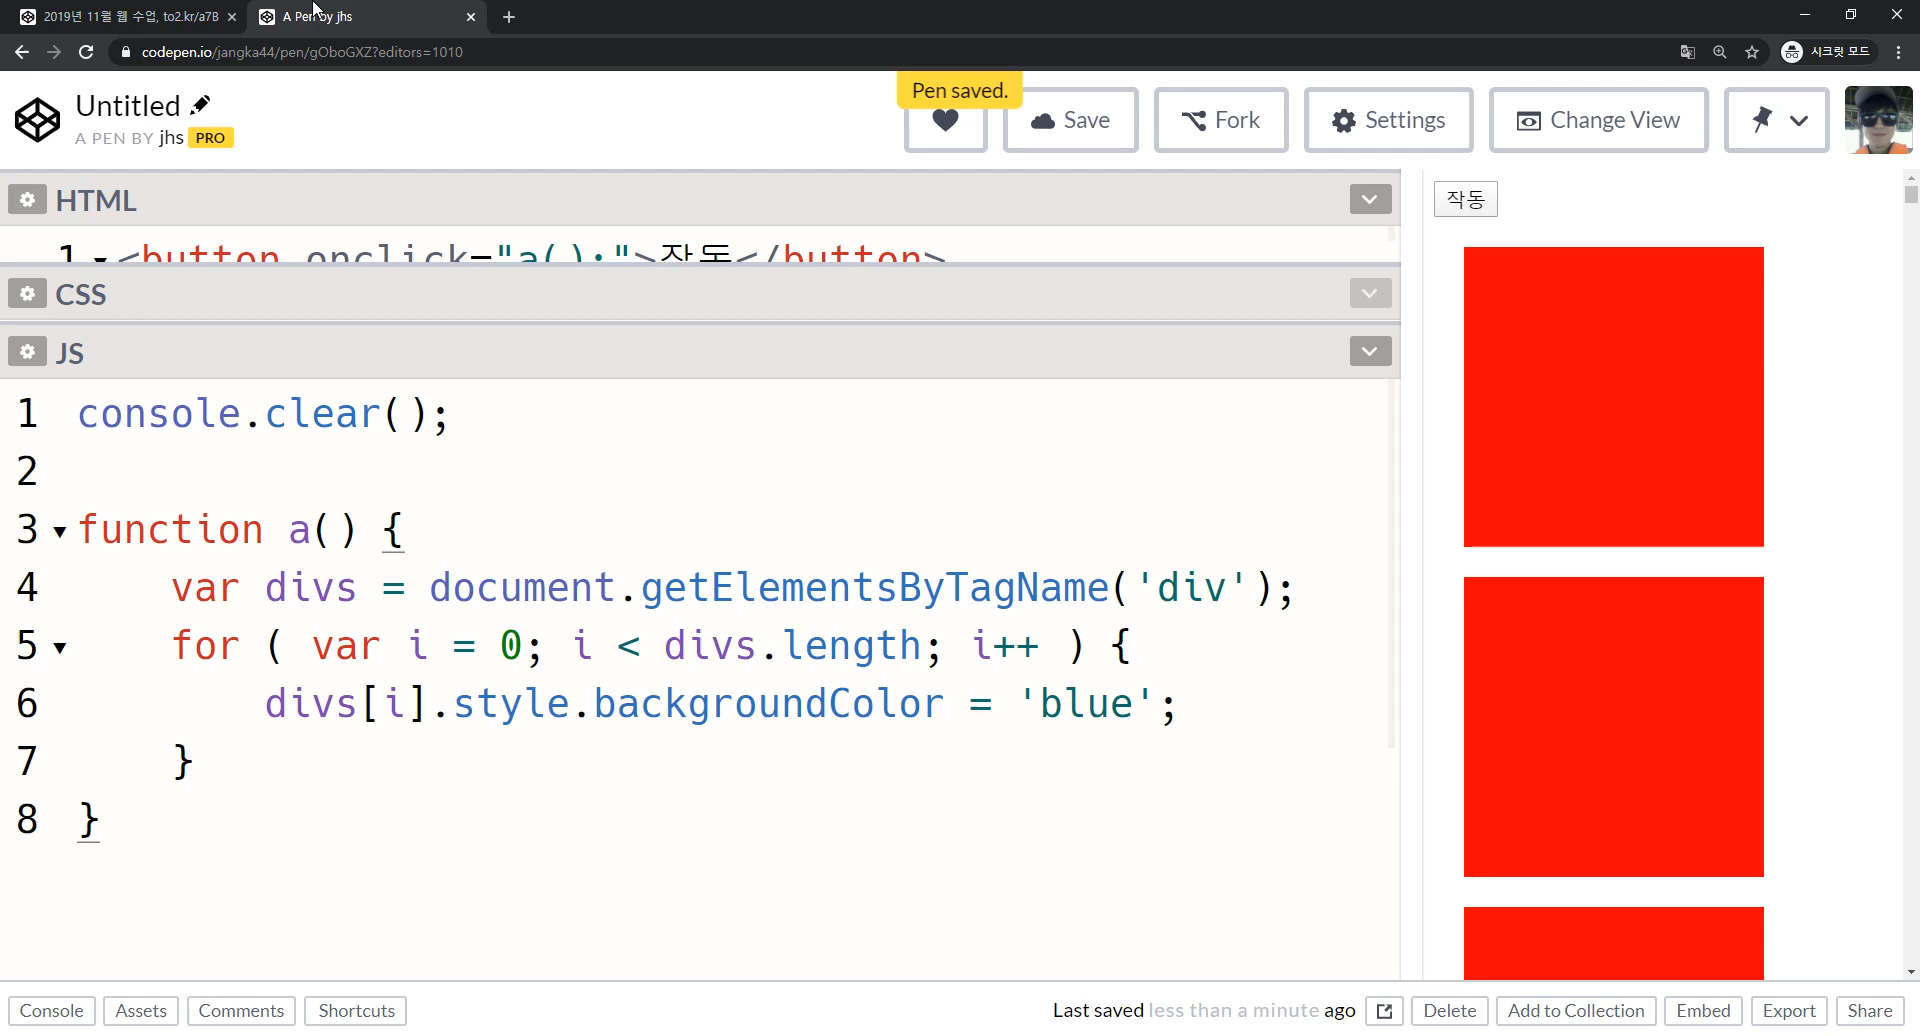 2019년 11월 웹 수업, to2.kr/a7B
A Pen by jhs
codepen.io/jangka44/pen/gOboGXZ?editors=1010
시크릿 모드
Pen saved.
Untitled
A PEN BY jhs PRO
Save
Fork
Settings
Change View
HTML
1 <button onclick="a();">작동</button>
CSS
JS
1 console.clear();
2
3 function a() {
4 var divs = document.getElementsByTagName('div');
5 for ( var i = 0; i < divs.length; i++ ) {
6 divs[i].style.backgroundColor = 'blue';
7 }
8 }
작동
Console Assets Comments Shortcuts
Last saved less than a minute ago
Delete Add to Collection Embed Export Share